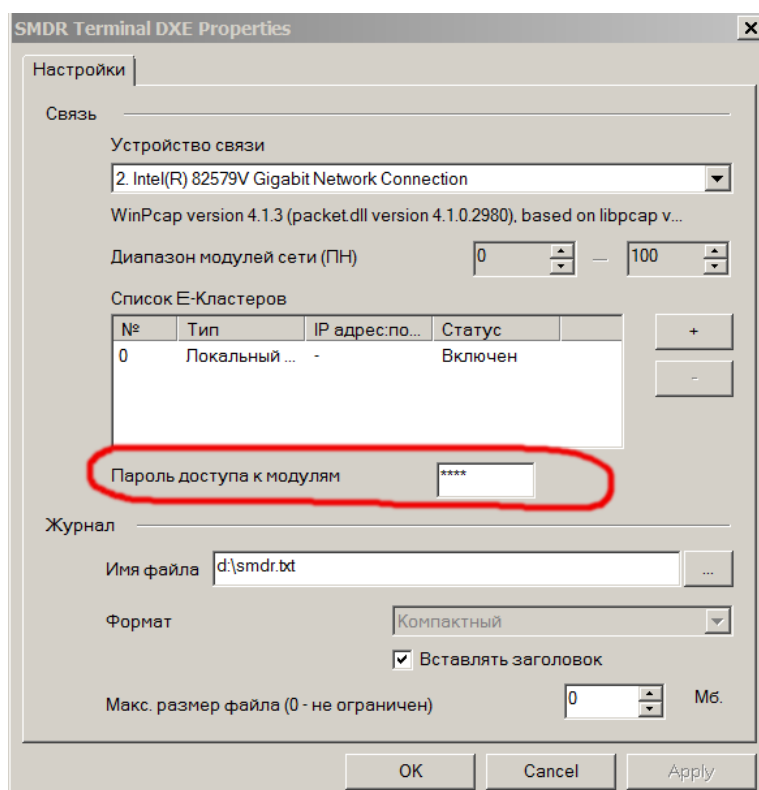 SMDR Terminal DXE Properties
Настройки
Связь
Устройство связи
2. Intel(R) 82579V Gigabit Network Connection
WinPcap version 4.1.3 (packet.dll version 4.1.0.2980), based on libpcap v...
Диапазон модулей сети (ПН) 0 — 100
Список Е-Кластеров
№ Тип IP адрес:по... Статус
0 Локальный ... - Включен
+
-
Пароль доступа к модулям ****
Журнал
Имя файла d:\smdr.txt ...
Формат Компактный
Вставлять заголовок
Макс. размер файла (0 - не ограничен) 0 Мб.
OK Cancel Apply